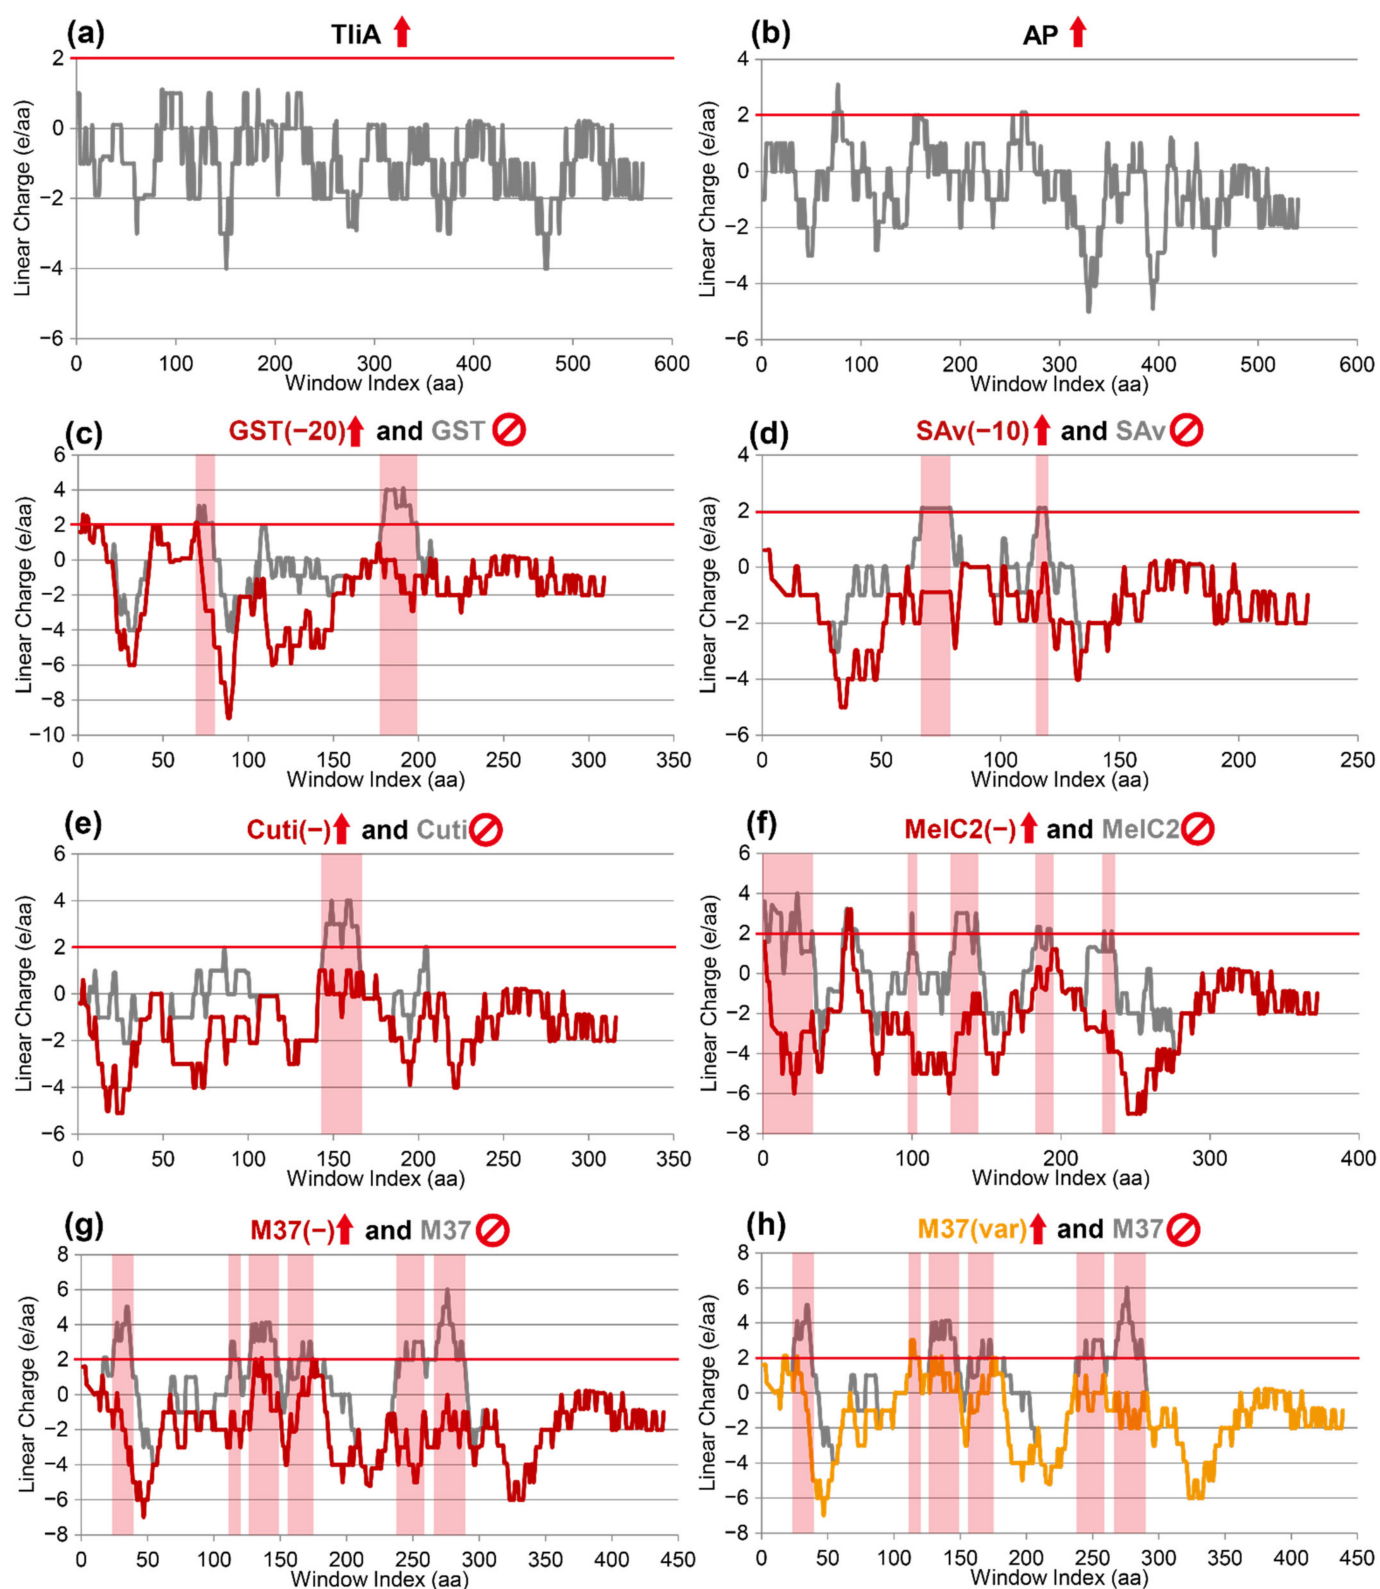 (a) TliA
2
0
−2
−4
−6
Linear Charge (e/aa)
0 100 200 300 400 500 600
Window Index (aa)
(b) AP
4
2
0
−2
−4
−6
Linear Charge (e/aa)
0 100 200 300 400 500 600
Window Index (aa)
(c) GST(−20) and GST
6
4
2
0
−2
−4
−6
−8
−10
Linear Charge (e/aa)
0 50 100 150 200 250 300 350
Window Index (aa)
(d) SAv(−10) and SAv
4
2
0
−2
−4
−6
Linear Charge (e/aa)
0 50 100 150 200 250
Window Index (aa)
(e) Cuti(−) and Cuti
6
4
2
0
−2
−4
−6
Linear Charge (e/aa)
0 50 100 150 200 250 300 350
Window Index (aa)
(f) MelC2(−) and MelC2
6
4
2
0
−2
−4
−6
−8
Linear Charge (e/aa)
0 100 200 300 400
Window Index (aa)
(g) M37(−) and M37
8
6
4
2
0
−2
−4
−6
−8
Linear Charge (e/aa)
0 50 100 150 200 250 300 350 400 450
Window Index (aa)
(h) M37(var) and M37
8
6
4
2
0
−2
−4
−6
−8
Linear Charge (e/aa)
0 50 100 150 200 250 300 350 400 450
Window Index (aa)